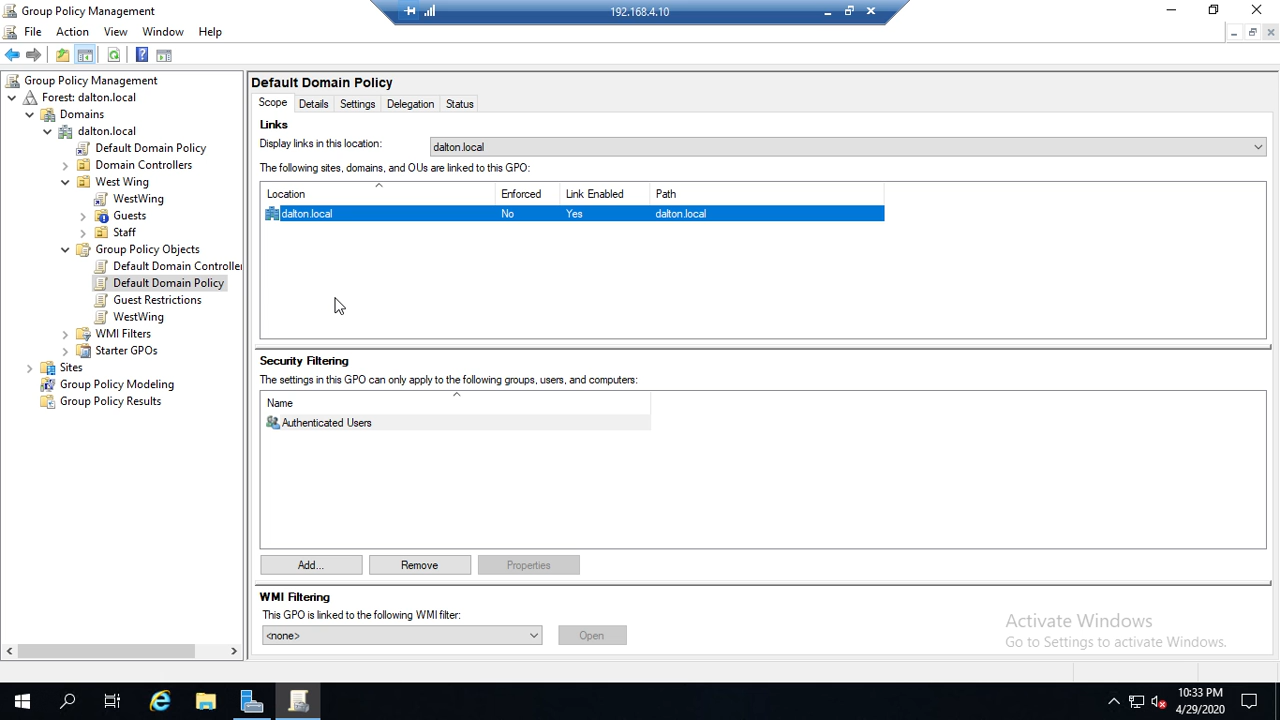 Group Policy Management
192.168.4.10
File Action View Window Help
Group Policy Management
Forest: dalton.local
Domains
dalton.local
Default Domain Policy
Domain Controllers
West Wing
WestWing
Guests
Staff
Group Policy Objects
Default Domain Controller
Default Domain Policy
Guest Restrictions
WestWing
WMI Filters
Starter GPOs
Sites
Group Policy Modeling
Group Policy Results
Default Domain Policy
Scope Details Settings Delegation Status
Links
Display links in this location: dalton.local
The following sites, domains, and OUs are linked to this GPO:
Location Enforced Link Enabled Path
dalton.local No Yes dalton.local
Security Filtering
The settings in this GPO can only apply to the following groups, users, and computers:
Name
Authenticated Users
Add... Remove Properties
WMI Filtering
This GPO is linked to the following WMI filter:
<none> Open
Activate Windows
Go to Settings to activate Windows.
10:33 PM
4/29/2020